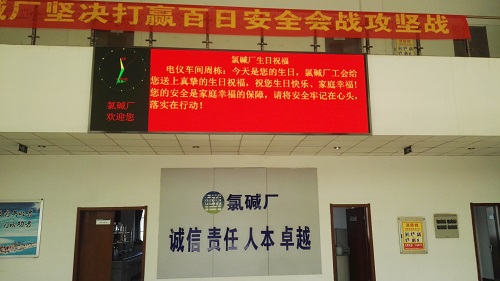 厂坚决打赢百日安全会战攻坚战
氯碱厂生日祝福
电仪车间周栋:今天是您的生日,氯碱厂工会给
您送上真挚的生日祝福,祝您生日快乐、家庭幸福!
您的安全是家庭幸福的保障,请将安全牢记在心头,
落实在行动!
氯碱厂
欢迎您
氯碱厂
诚信 责任 人本 卓越